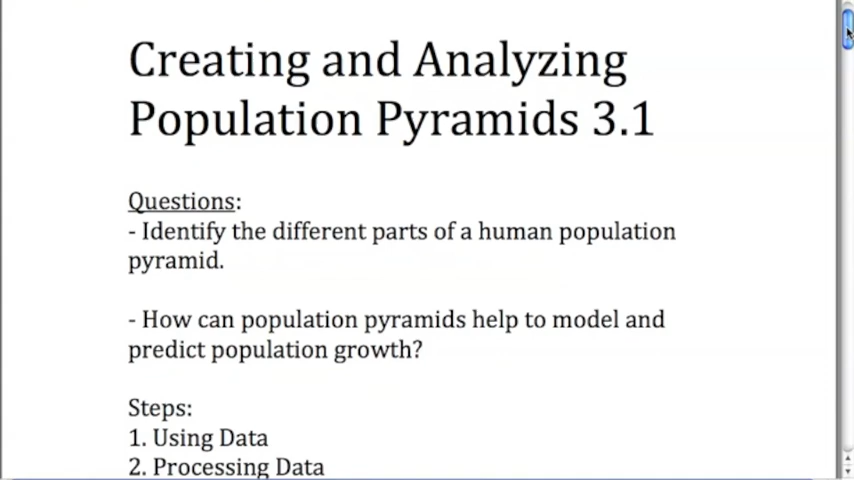 Creating and Analyzing
Population Pyramids 3.1
Questions:
- Identify the different parts of a human population
pyramid.
- How can population pyramids help to model and
predict population growth?
Steps:
1. Using Data
2. Processing Data